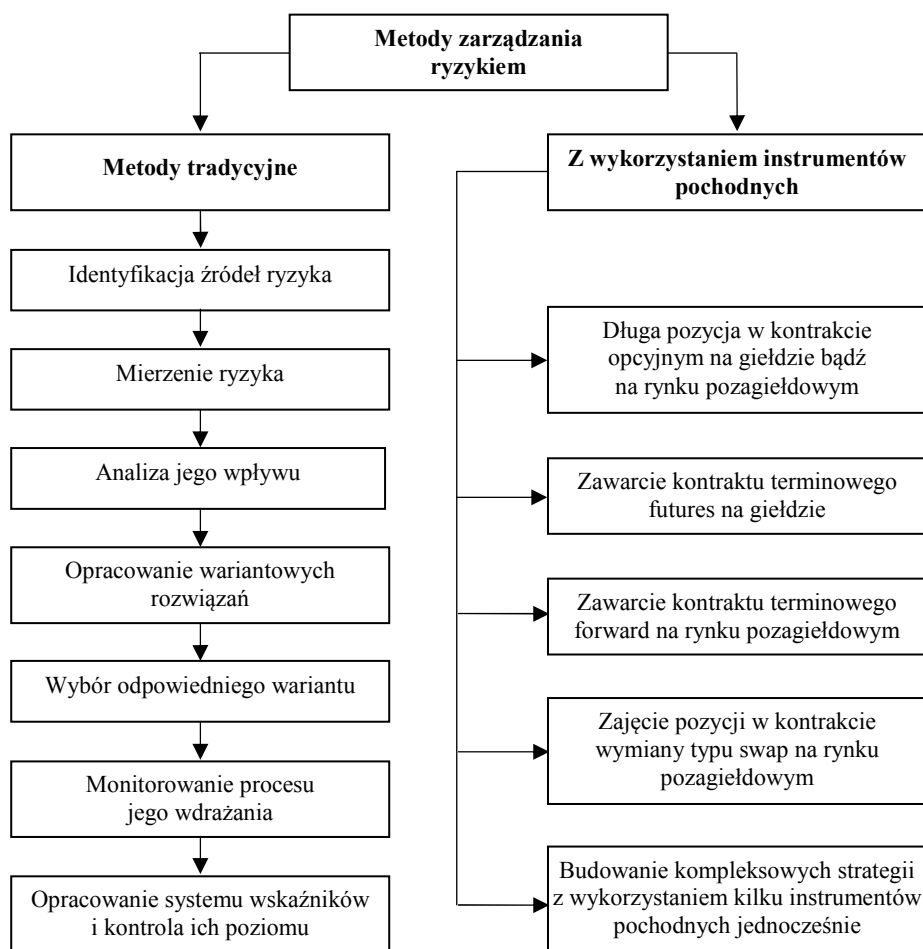 Metody zarządzania
ryzykiem
Metody tradycyjne
Identyfikacja źródeł ryzyka
Mierzenie ryzyka
Analiza jego wpływu
Opracowanie wariantowych
rozwiązań
Wybór odpowiedniego wariantu
Monitorowanie procesu
jego wdrażania
Opracowanie systemu wskaźników
i kontrola ich poziomu
Z wykorzystaniem instrumentów
pochodnych
Długa pozycja w kontrakcie
opcyjnym na giełdzie bądź
na rynku pozagiełdowym
Zawarcie kontraktu terminowego
futures na giełdzie
Zawarcie kontraktu terminowego
forward na rynku pozagiełdowym
Zajęcie pozycji w kontrakcie
wymiany typu swap na rynku
pozagiełdowym
Budowanie kompleksowych strategii
z wykorzystaniem kilku instrumentów
pochodnych jednocześnie